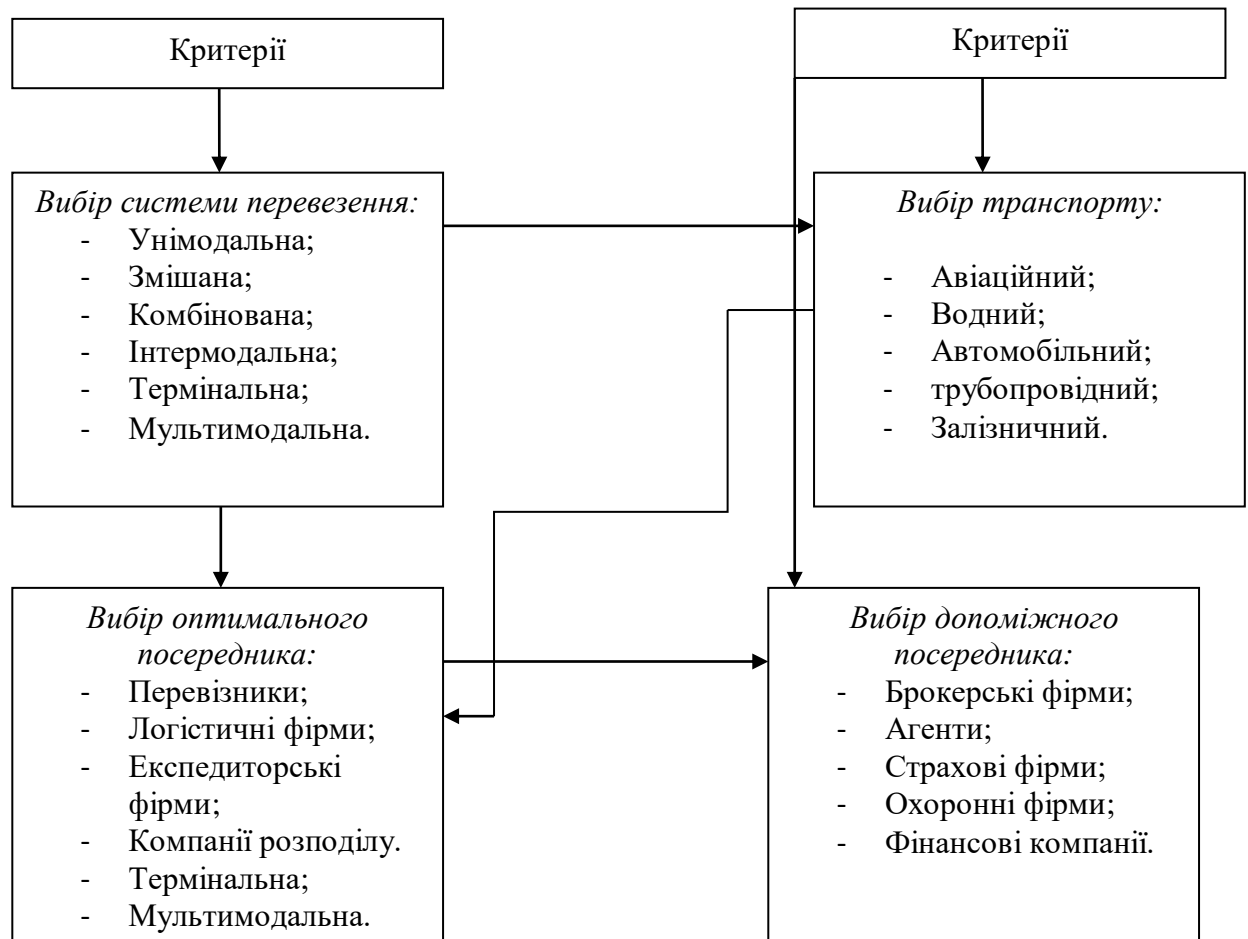 Критерії
Критерії
Вибір системи перевезення:
- Унімодальна;
- Змішана;
- Комбінована;
- Інтермодальна;
- Термінальна;
- Мультимодальна.
Вибір транспорту:
- Авіаційний;
- Водний;
- Автомобільний;
- трубопровідний;
- Залізничний.
Вибір оптимального
посередника:
- Перевізники;
- Логістичні фірми;
- Експедиторські
фірми;
- Компанії розподілу.
- Термінальна;
- Мультимодальна.
Вибір допоміжного
посередника:
- Брокерські фірми;
- Агенти;
- Страхові фірми;
- Охоронні фірми;
- Фінансові компанії.